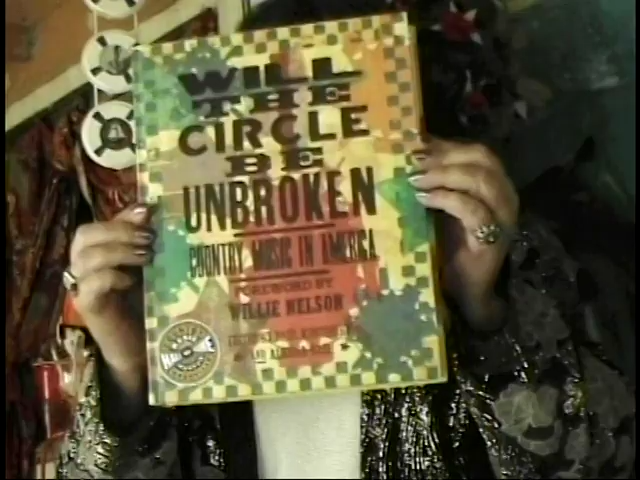 WILL
THE
CIRCLE
BE
UNBROKEN
COUNTRY MUSIC IN AMERICA
FOREWORD BY
WILLIE NELSON